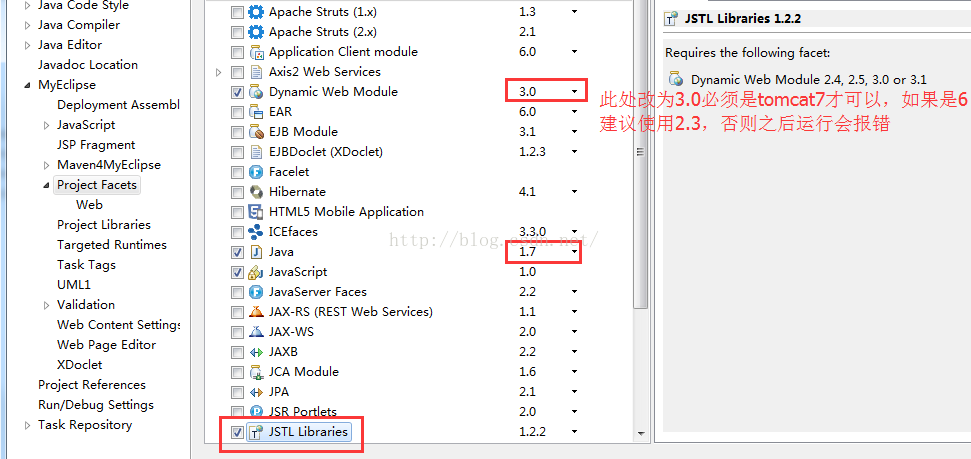 Java Code Style
Java Compiler
Java Editor
Javadoc Location
MyEclipse
Deployment Assembl
JavaScript
JSP Fragment
Maven4MyEclipse
Project Facets
Web
Project Libraries
Targeted Runtimes
Task Tags
UML1
Validation
Web Content Settings
Web Page Editor
XDoclet
Project References
Run/Debug Settings
Task Repository
Apache Struts (1.x) 1.3
Apache Struts (2.x) 2.1
Application Client module 6.0
Axis2 Web Services
Dynamic Web Module 3.0
EAR 6.0
EJB Module 3.1
EJBDoclet (XDoclet) 1.2.3
Facelet
Hibernate 4.1
HTML5 Mobile Application
ICEfaces 3.3.0
http://blog.csdn.net/
Java 1.7
JavaScript 1.0
JavaServer Faces 2.2
JAX-RS (REST Web Services) 1.1
JAX-WS 2.0
JAXB 2.2
JCA Module 1.6
JPA 2.1
JSR Portlets 2.0
JSTL Libraries 1.2.2
JSTL Libraries 1.2.2
Requires the following facet:
Dynamic Web Module 2.4, 2.5, 3.0 or 3.1
此处改为3.0必须是tomcat7才可以，如果是6
建议使用2.3，否则之后运行会报错